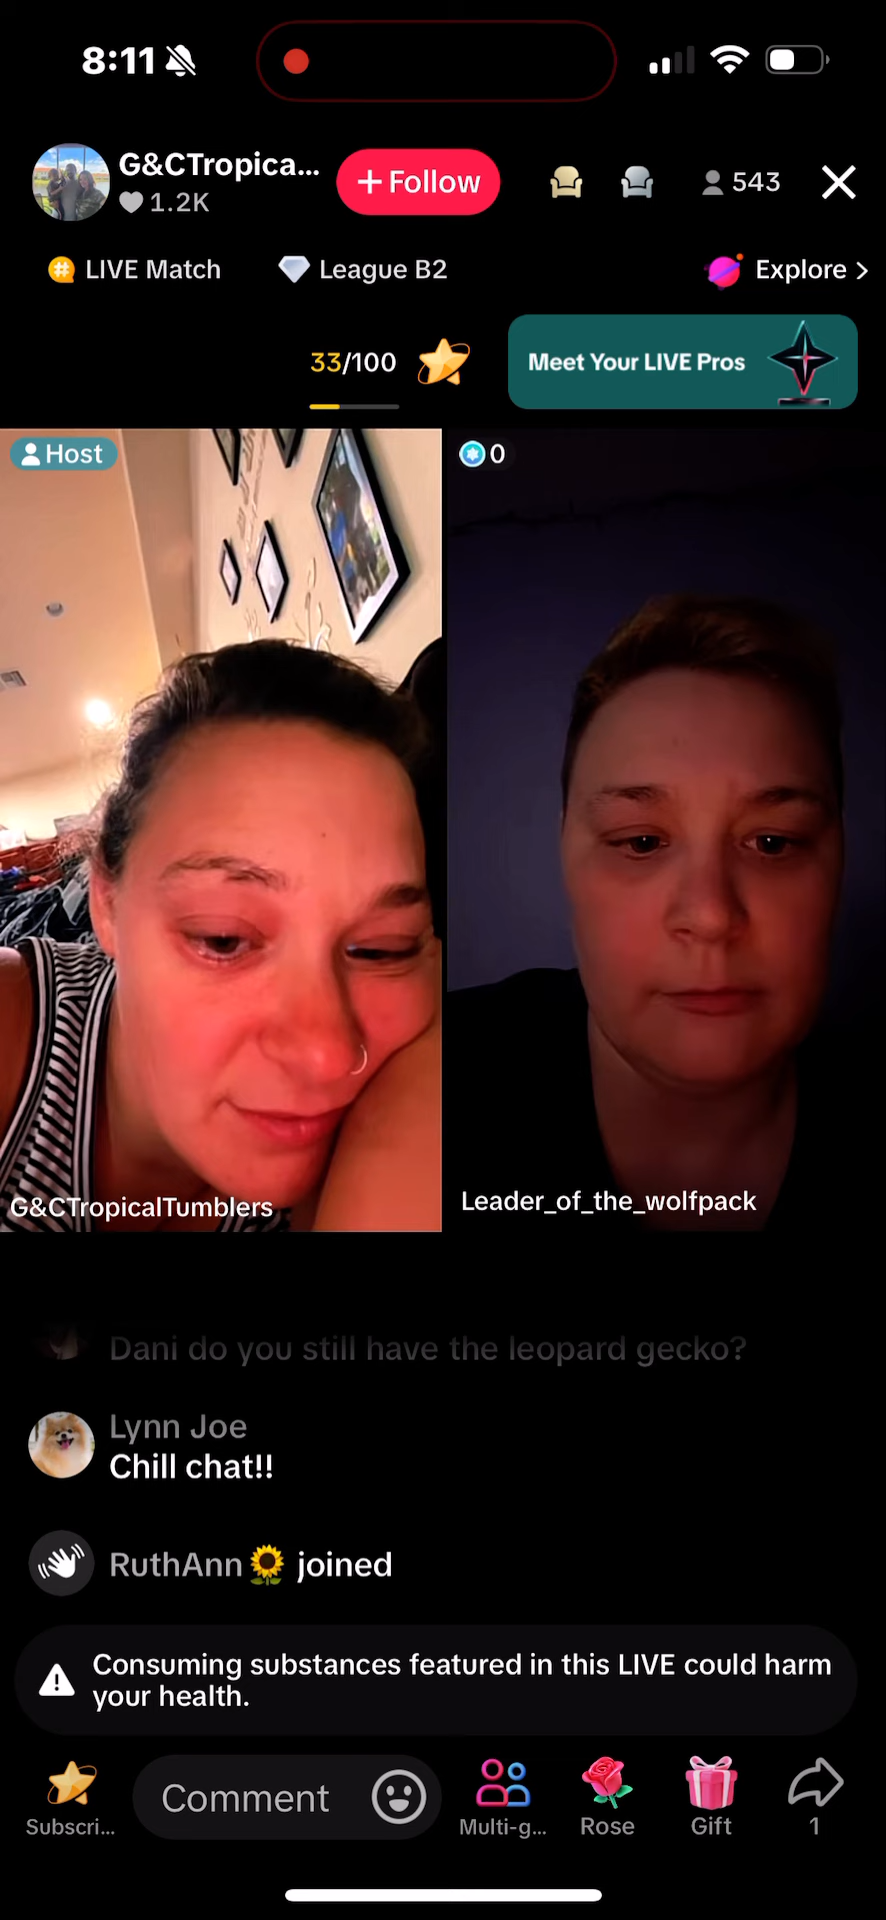 8:11
G&CTropica...
1.2K
+ Follow
543
LIVE Match
League B2
Explore >
33/100
Meet Your LIVE Pros
Host
0
G&CTropicalTumblers
Leader_of_the_wolfpack
Dani do you still have the leopard gecko?
Lynn Joe
Chill chat!!
RuthAnn🌻 joined
Consuming substances featured in this LIVE could harm
your health.
Comment
Subscri...
Multi-g...
Rose
Gift
1